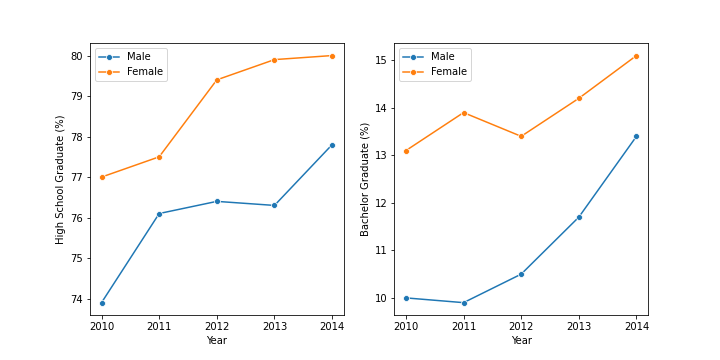 Male
Female
80
79
78
77
76
75
74
High School Graduate (%)
2010 2011 2012 2013 2014
Year
Male
Female
15
14
13
12
11
10
Bachelor Graduate (%)
2010 2011 2012 2013 2014
Year